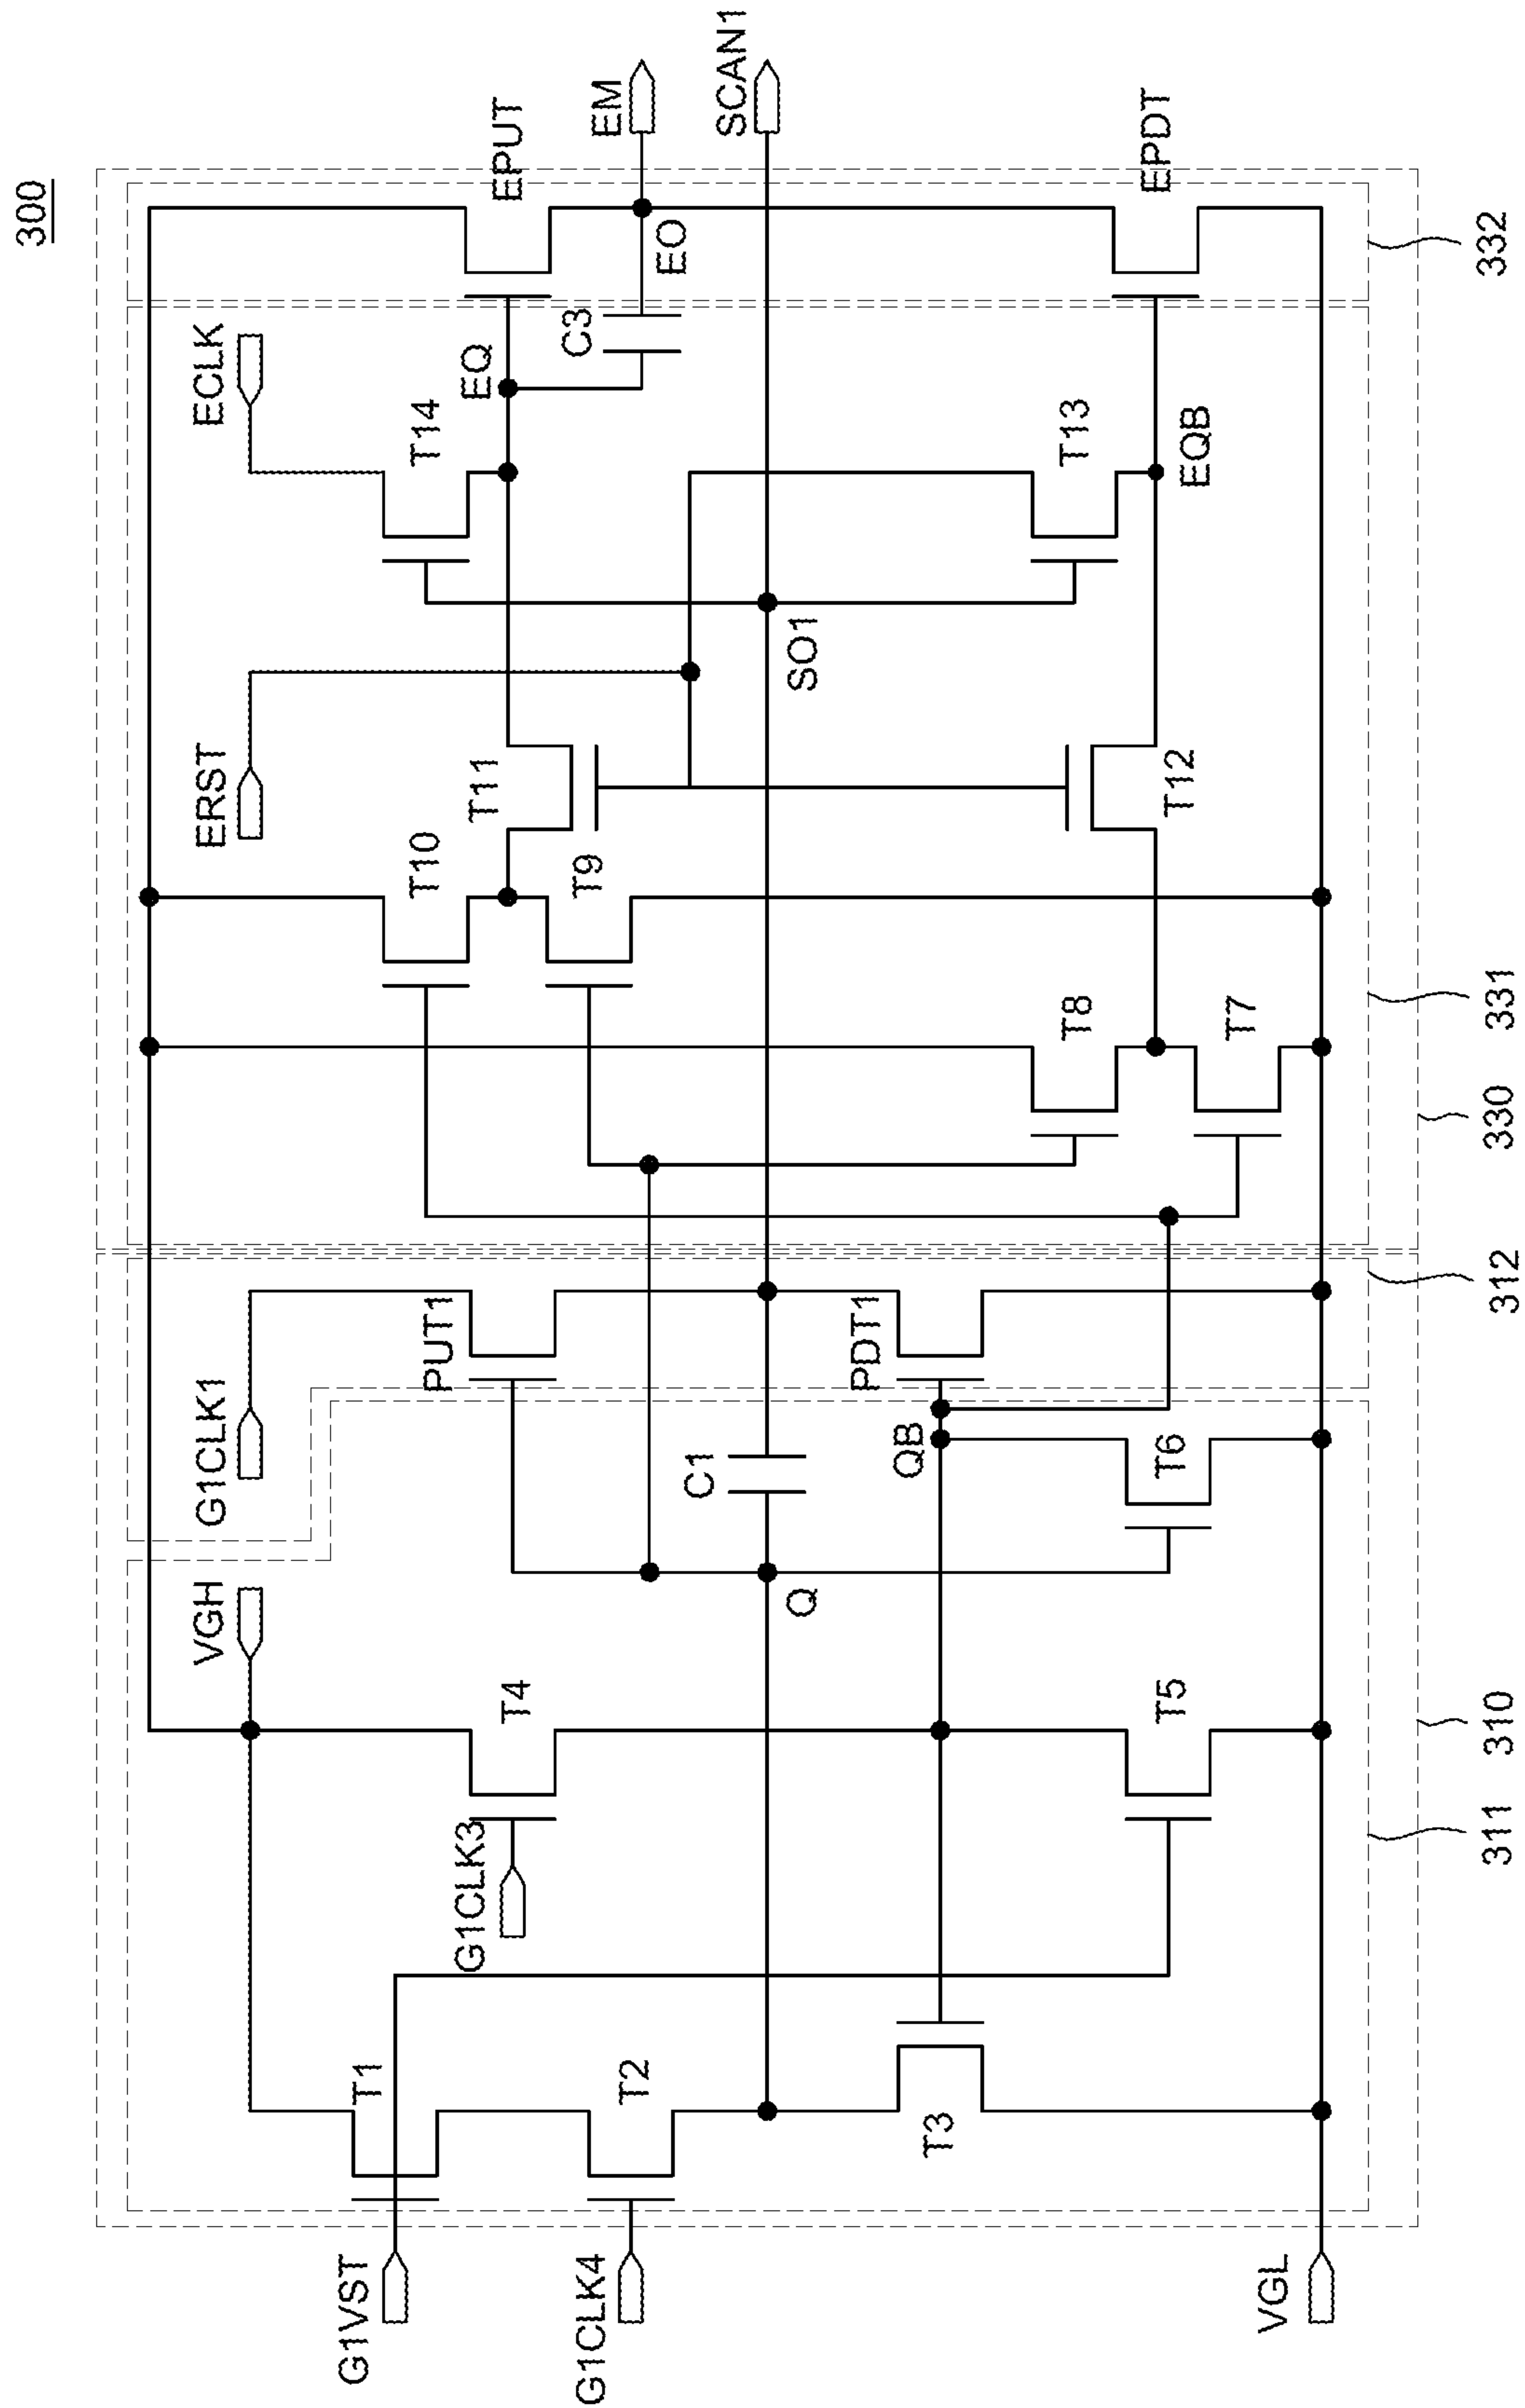 300
EM
SCAN1
EPUT
EPDT
EO
332
ECLK
C3
EQ
T14
T13
EQB
SO1
ERST
T11
T12
T10
T9
T8
T7
331
330
312
PUT1
PDT1
G1CLK1
C1
QB
T6
VGH
Q
T4
T5
310
G1CLK3
311
T1
T2
T3
G1VST
G1CLK4
VGL